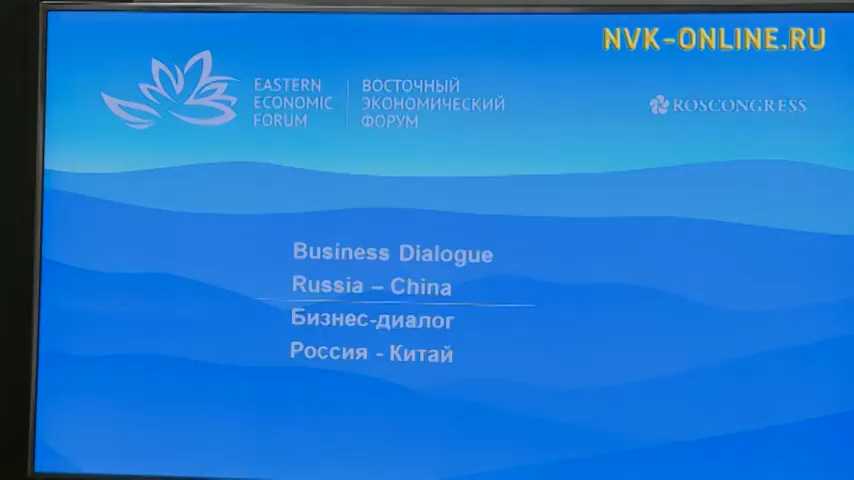 NVK-ONLINE.RU
EASTERN
ECONOMIC
FORUM
ВОСТОЧНЫЙ
ЭКОНОМИЧЕСКИЙ
ФОРУМ
ROSCONGRESS
Business Dialogue
Russia – China
Бизнес-диалог
Россия - Китай